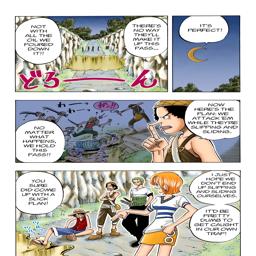 NOT
WITH
ALL THE
OIL WE
POURED
DOWN
IT!!
THERE'S
NO WAY
THEY'LL
MAKE IT
UP THIS
PASS...
どろ――ん
IT'S
PERFECT!
NO
MATTER
WHAT
HAPPENS,
WE HOLD
THIS
PASS!!
NOW
HERE'S THE
PLAN: WE
ATTACK 'EM
WHILE THEY'RE
SLIPPING AND
SLIDING.
YOU
SURE
DID COME
UP WITH A
SLICK PLAN!
I JUST
HOPE WE
DON'T END
UP SLIPPING
AND SLIDING
OURSELVES.
IT'D BE
PRETTY
DUMB TO
GET CAUGHT
IN OUR OWN
TRAP!